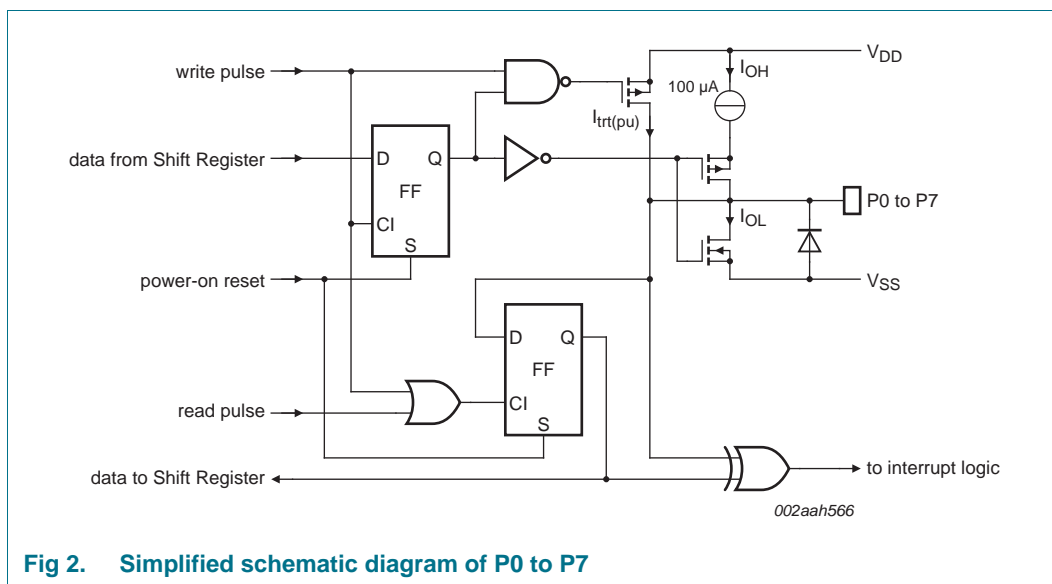 write pulse
V_DD
I_OH
100 µA
I_trt(pu)
data from Shift Register
D
Q
FF
CI
S
P0 to P7
I_OL
power-on reset
V_SS
D
Q
FF
CI
S
read pulse
data to Shift Register
to interrupt logic
002aah566
Fig 2. Simplified schematic diagram of P0 to P7